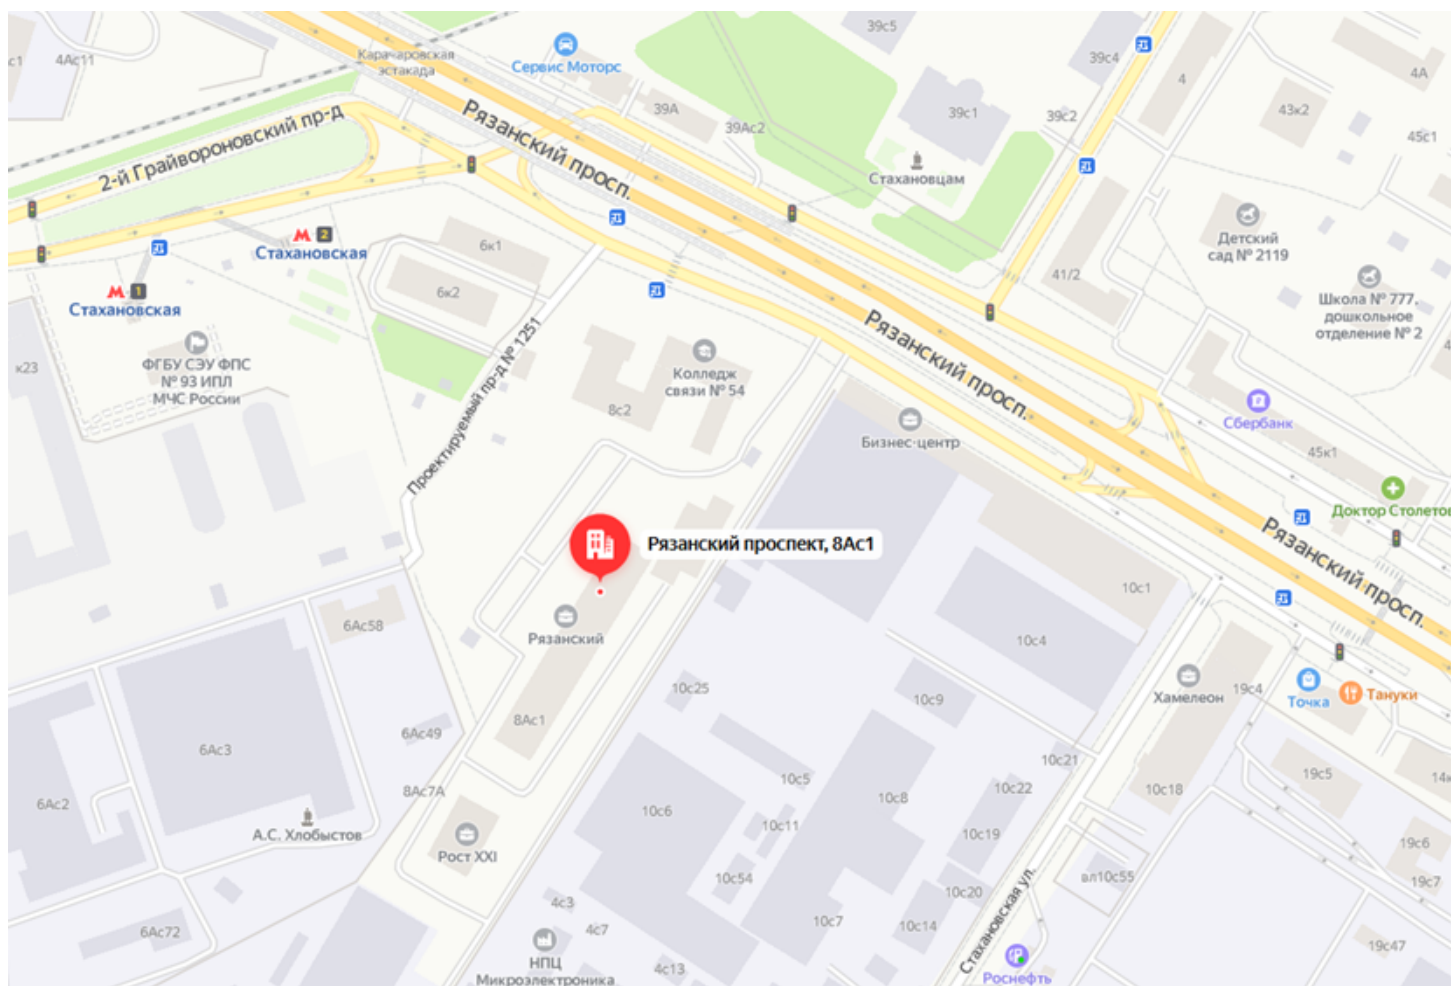 39с5
Карачаровская
эстакада
Сервис Моторс
39с4
4Ас11
с1
4
4А
39А
39Ас2
39с1
39с2
43к2
45с1
Рязанский просп.
2-й Грайвороновский пр-д
Стахановцам
2
Стахановская
1
Стахановская
6к1
6к2
41/2
Детский
сад № 2119
Школа № 777,
дошкольное
отделение № 2
Проектируемый пр-д № 1251
Рязанский просп.
к23
ФГБУ СЭУ ФПС
№ 93 ИПЛ
МЧС России
Колледж
связи № 54
8с2
Бизнес-центр
Сбербанк
45к1
Доктор Столетов
Рязанский просп.
Рязанский проспект, 8Ас1
10с1
6Ас58
Рязанский
10с4
10с25
10с9
Хамелеон
19с4
Точка
Тануки
8Ас1
6Ас49
6Ас3
10с21
10с5
10с22
19с5
14к
6Ас2
8Ас7А
10с6
10с8
10с18
А.С. Хлобыстов
Рост XXI
10с11
10с19
19с6
10с54
10с20
вл10с55
19с7
4с3
10с7
10с14
Стахановская ул.
6Ас72
4с7
19с47
НПЦ
Микроэлектроника
4с13
Роснефть